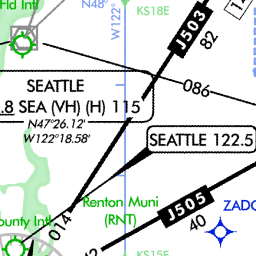 Fld Intl
N48°
W122°
KS18E
J503
82
086
SEATTLE
.8 SEA (VH) (H) 115
N47°26.12'
W122°18.58'
SEATTLE 122.5
Renton Muni
(RNT)
ounty Intl
014
J505
40
ZADO
KS15E